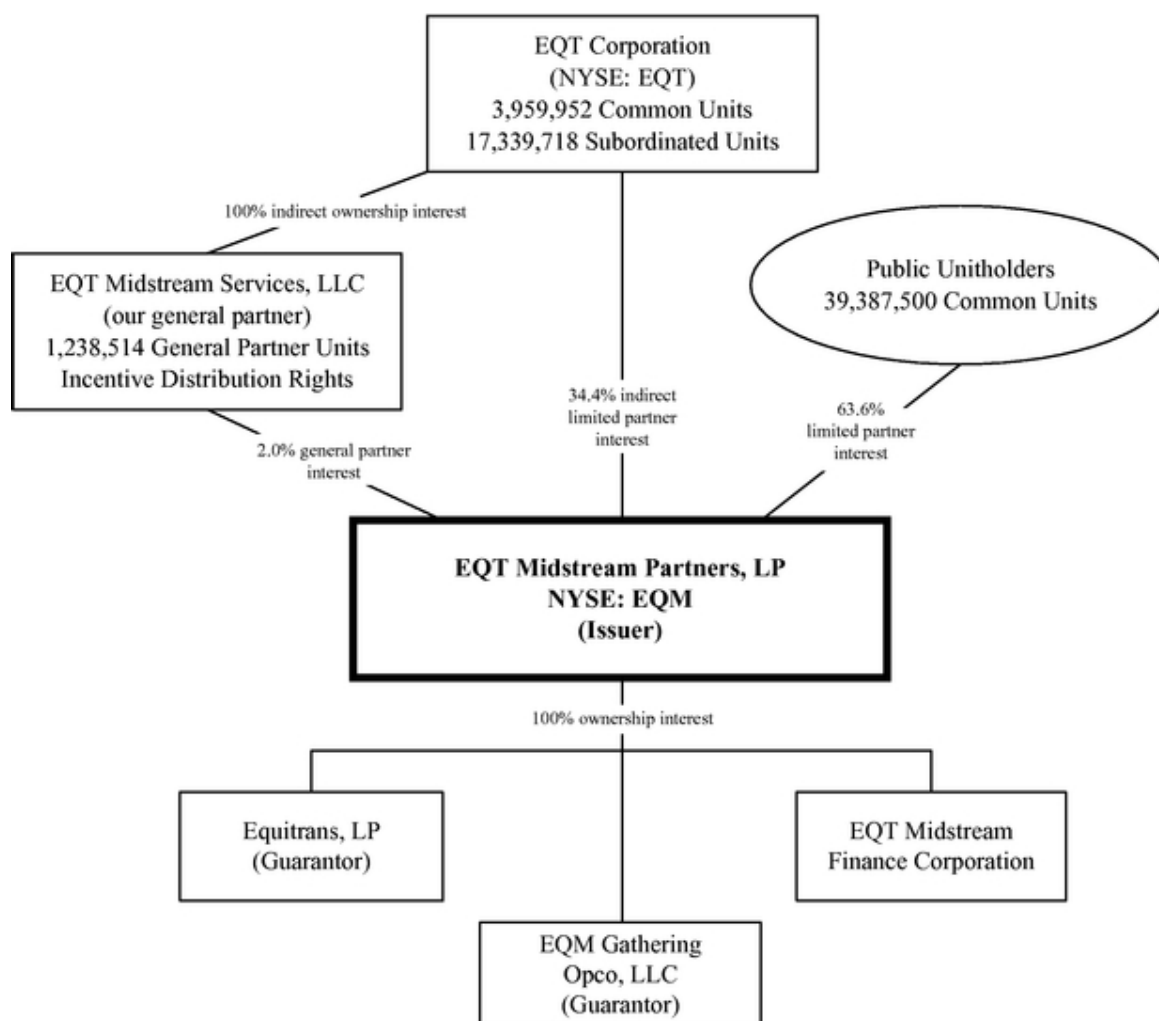 EQT Corporation
(NYSE: EQT)
3,959,952 Common Units
17,339,718 Subordinated Units
100% indirect ownership interest
EQT Midstream Services, LLC
(our general partner)
1,238,514 General Partner Units
Incentive Distribution Rights
Public Unitholders
39,387,500 Common Units
2.0% general partner
interest
34.4% indirect
limited partner
interest
63.6%
limited partner
interest
EQT Midstream Partners, LP
NYSE: EQM
(Issuer)
100% ownership interest
Equitrans, LP
(Guarantor)
EQM Gathering
Opco, LLC
(Guarantor)
EQT Midstream
Finance Corporation